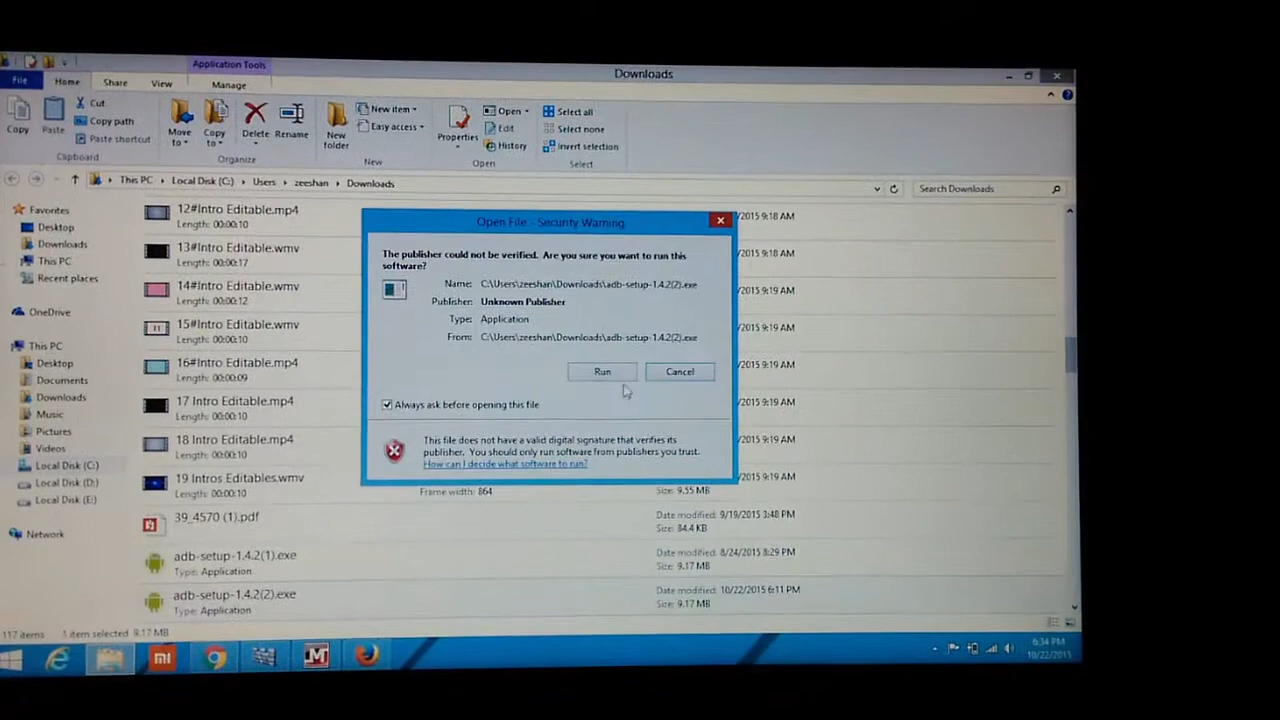 Application Tools
Downloads
File
Home
Share
View
Manage
Copy
Paste
Cut
Copy path
Paste shortcut
Clipboard
Move to
Copy to
Delete
Rename
Organize
New folder
New item
Easy access
New
Properties
Open
Edit
History
Open
Select all
Select none
Invert selection
Select
This PC
Local Disk (C:)
Users
zeeshan
Downloads
Search Downloads
Favorites
Desktop
Downloads
This PC
Recent places
OneDrive
This PC
Desktop
Documents
Downloads
Music
Pictures
Videos
Local Disk (C:)
Local Disk (D:)
Local Disk (E:)
Network
12#Intro Editable.mp4
Length: 00:00:10
/2015 9:18 AM
13#Intro Editable.wmv
Length: 00:00:17
/2015 9:18 AM
14#Intro Editable.wmv
Length: 00:00:12
/2015 9:19 AM
15#Intro Editable.wmv
Length: 00:00:10
/2015 9:19 AM
16#Intro Editable.mp4
Length: 00:00:09
/2015 9:19 AM
17 Intro Editable.mp4
Length: 00:00:10
/2015 9:19 AM
18 Intro Editable.mp4
Length: 00:00:10
/2015 9:19 AM
19 Intros Editables.wmv
Length: 00:00:10
Frame width: 864
/2015 9:19 AM
Size: 9.55 MB
39_4570 (1).pdf
Date modified: 9/19/2015 3:48 PM
Size: 84.4 KB
adb-setup-1.4.2(1).exe
Type: Application
Date modified: 8/24/2015 8:29 PM
Size: 9.17 MB
adb-setup-1.4.2(2).exe
Type: Application
Date modified: 10/22/2015 6:11 PM
Size: 9.17 MB
Open File - Security Warning
The publisher could not be verified. Are you sure you want to run this
software?
Name: C:\Users\zeeshan\Downloads\adb-setup-1.4.2(2).exe
Publisher: Unknown Publisher
Type: Application
From: C:\Users\zeeshan\Downloads\adb-setup-1.4.2(2).exe
Run
Cancel
Always ask before opening this file
This file does not have a valid digital signature that verifies its
publisher. You should only run software from publishers you trust.
How can I decide what software to run?
117 items
1 item selected 9.17 MB
mi
M
6:34 PM
10/22/2015